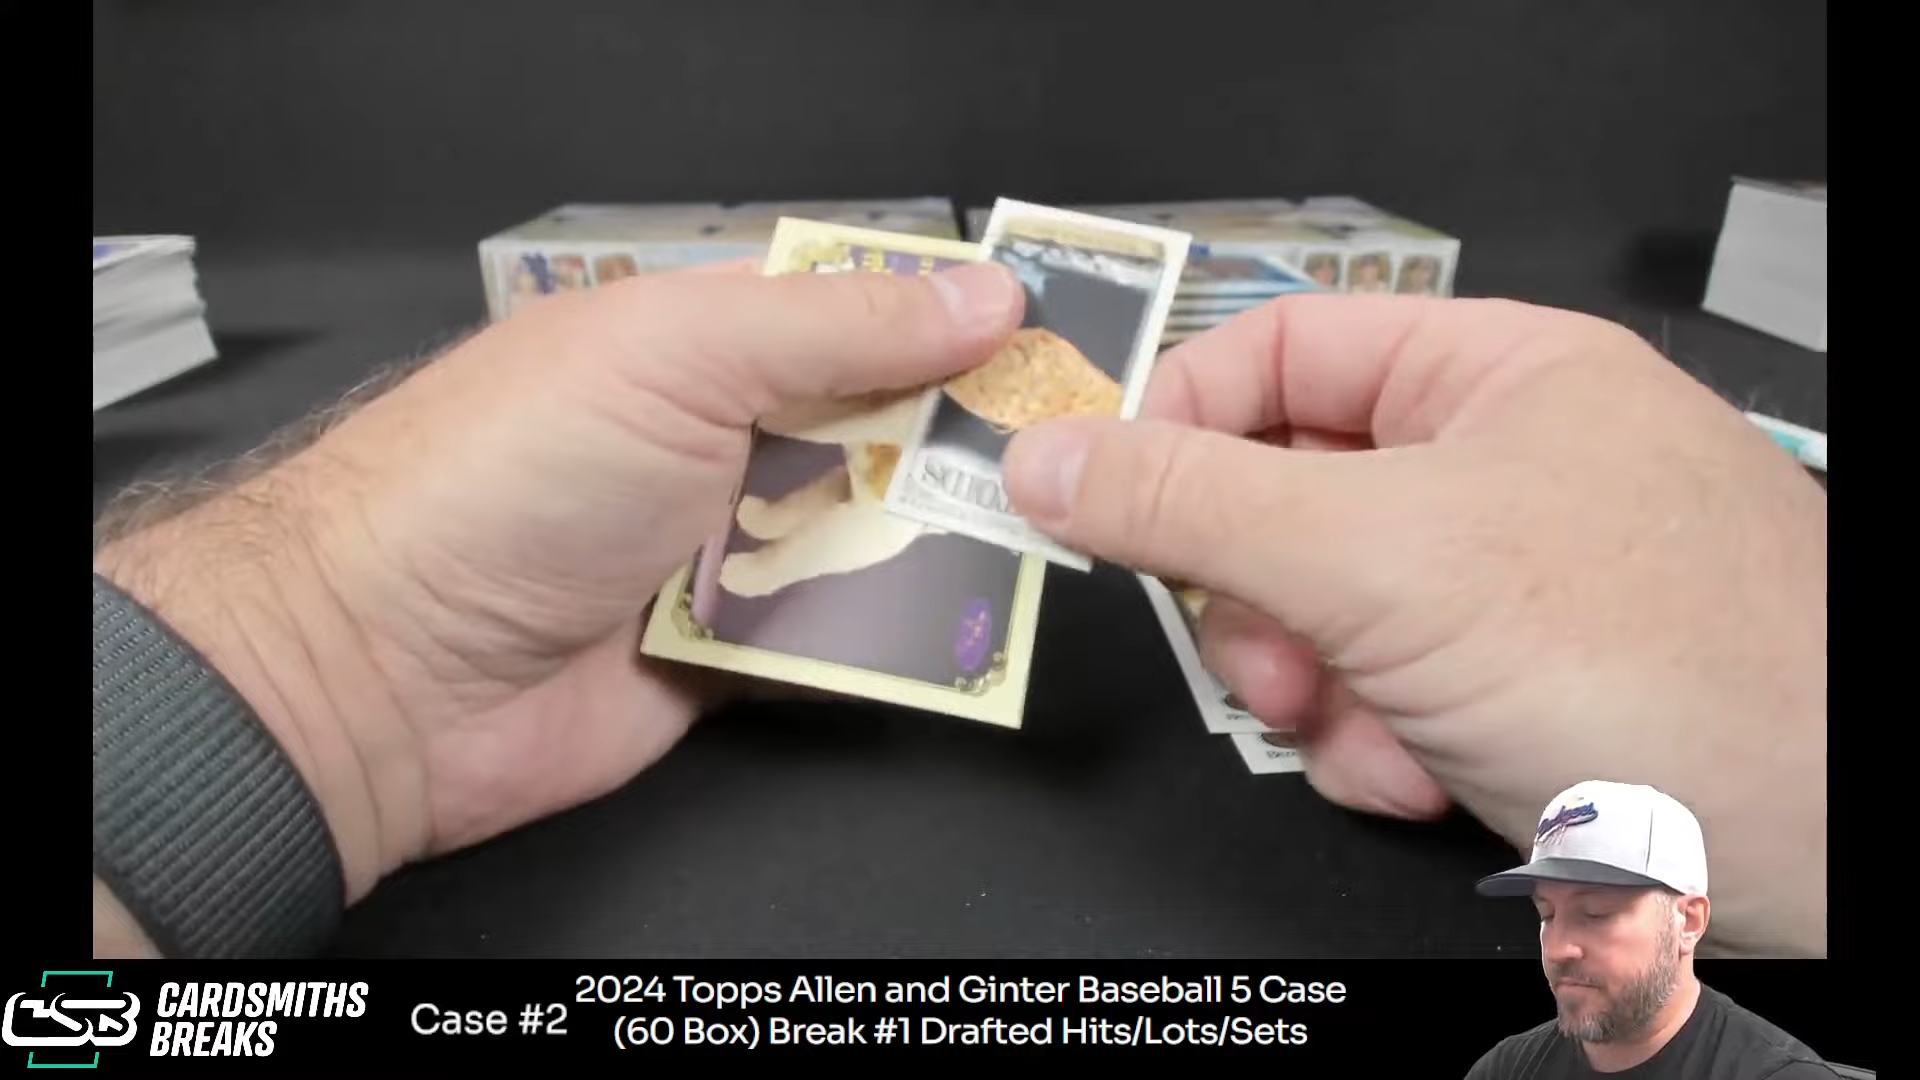 CARDSMITHS
BREAKS
Case #2
2024 Topps Allen and Ginter Baseball 5 Case
(60 Box) Break #1 Drafted Hits/Lots/Sets